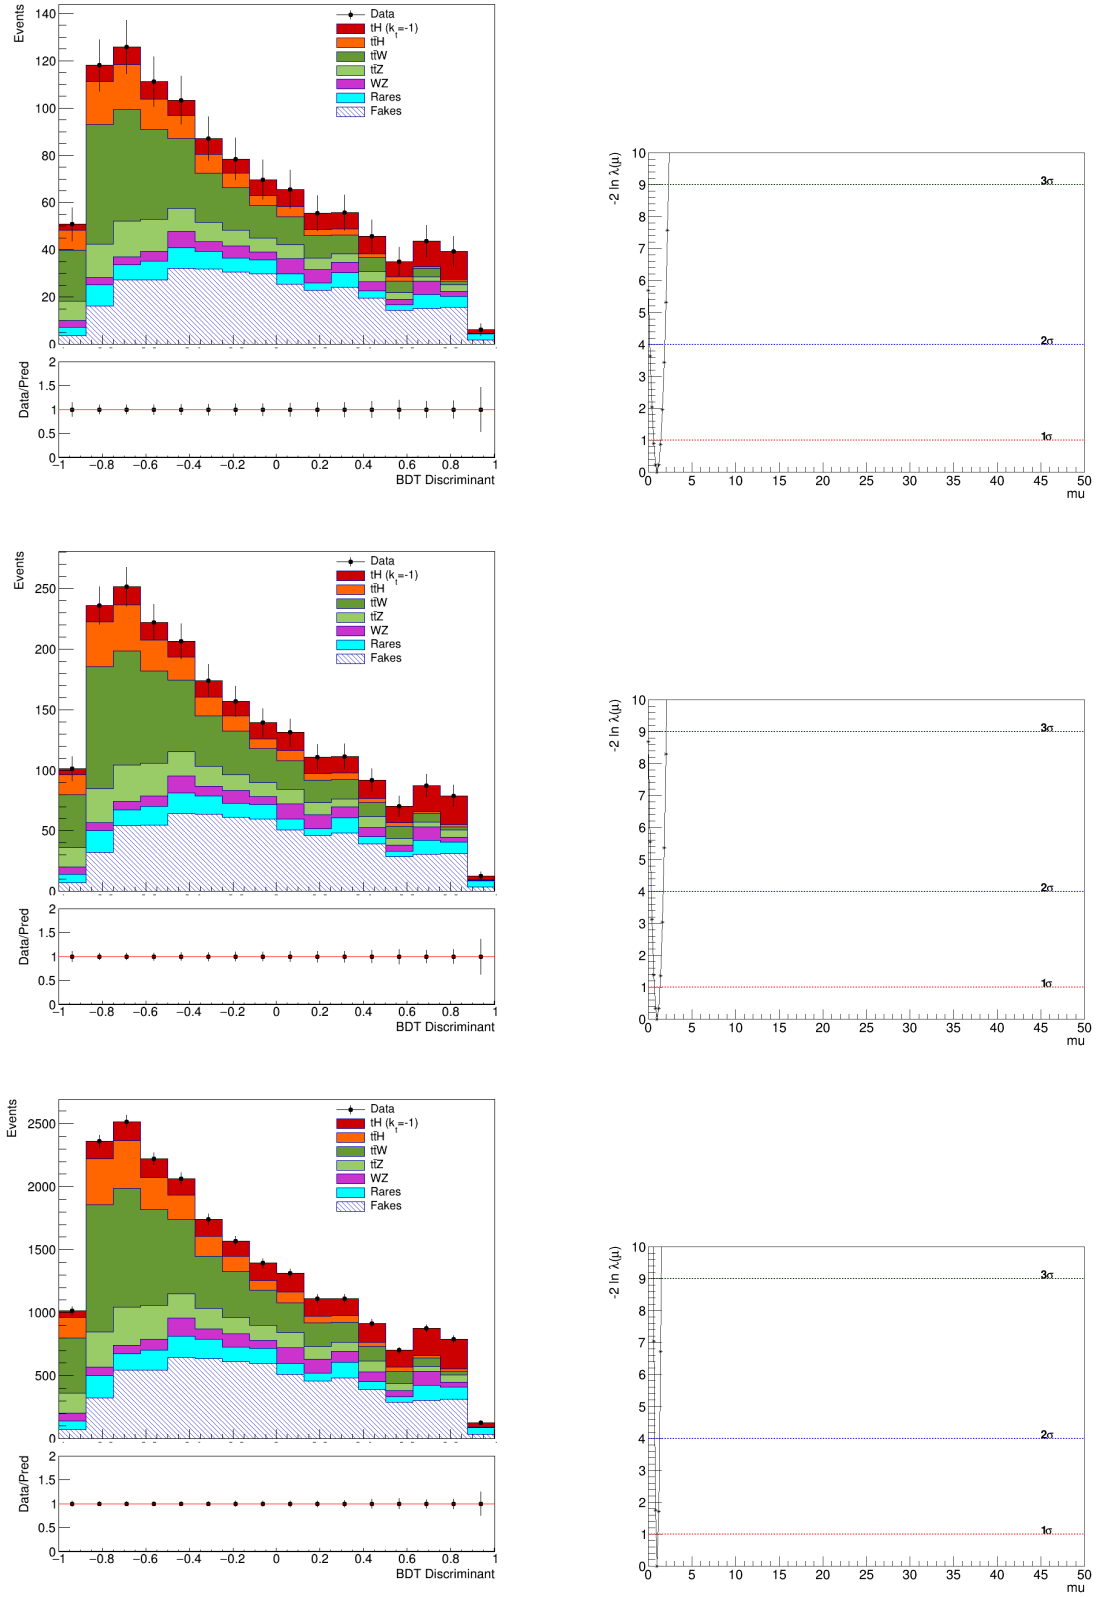 Events
140
120
100
80
60
40
20
0
Data
tH (kt=-1)
tt̄H
tt̄W
tt̄Z
WZ
Rares
Fakes
Data/Pred
2
1.5
1
0.5
0
−1 −0.8 −0.6 −0.4 −0.2 0 0.2 0.4 0.6 0.8 1
BDT Discriminant
-2 ln λ(μ)
10
9
8
7
6
5
4
3
2
1
0
3σ
2σ
1σ
0 5 10 15 20 25 30 35 40 45 50
mu
Events
250
200
150
100
50
0
Data
tH (kt=-1)
tt̄H
tt̄W
tt̄Z
WZ
Rares
Fakes
Data/Pred
2
1.5
1
0.5
0
−1 −0.8 −0.6 −0.4 −0.2 0 0.2 0.4 0.6 0.8 1
BDT Discriminant
-2 ln λ(μ)
10
9
8
7
6
5
4
3
2
1
0
3σ
2σ
1σ
0 5 10 15 20 25 30 35 40 45 50
mu
Events
2500
2000
1500
1000
500
0
Data
tH (kt=-1)
tt̄H
tt̄W
tt̄Z
WZ
Rares
Fakes
Data/Pred
2
1.5
1
0.5
0
−1 −0.8 −0.6 −0.4 −0.2 0 0.2 0.4 0.6 0.8 1
BDT Discriminant
-2 ln λ(μ)
10
9
8
7
6
5
4
3
2
1
0
3σ
2σ
1σ
0 5 10 15 20 25 30 35 40 45 50
mu